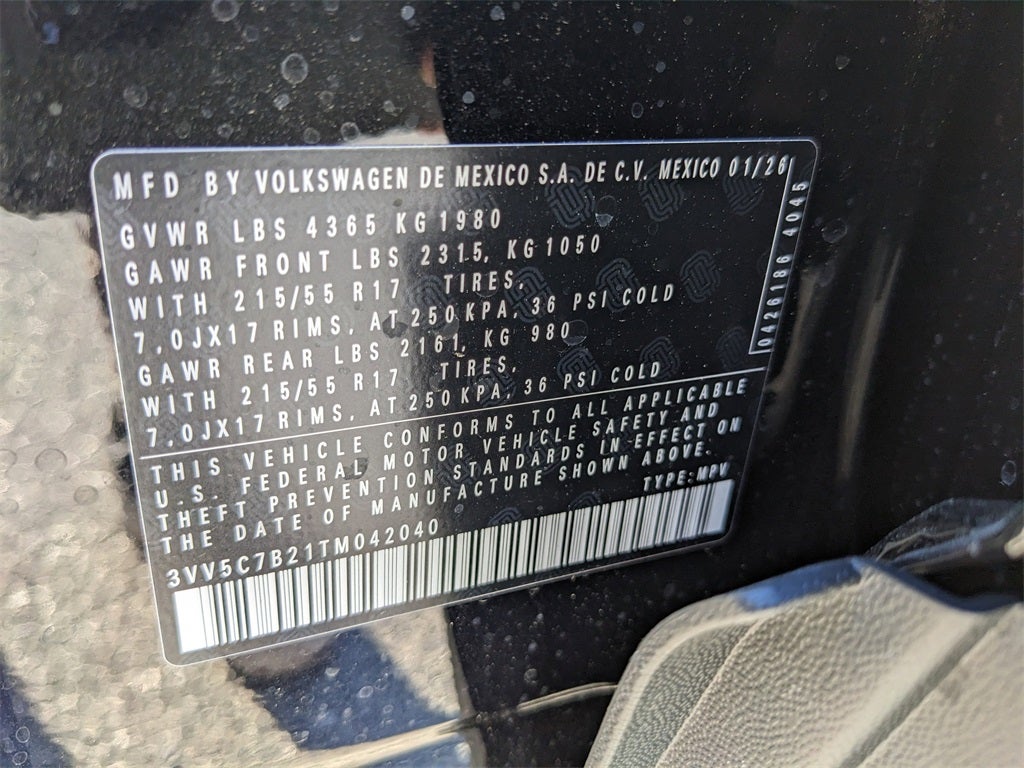 MFD BY VOLKSWAGEN DE MEXICO S.A. DE C.V. MEXICO 01/26
GVWR LBS 4365 KG 1980
GAWR FRONT LBS 2315, KG 1050
WITH 215/55 R17 TIRES,
7,0JX17 RIMS, AT 250 KPA, 36 PSI COLD
GAWR REAR LBS 2161, KG 980
WITH 215/55 R17 TIRES,
7,0JX17 RIMS, AT 250 KPA, 36 PSI COLD
0426186 4045
THIS VEHICLE CONFORMS TO ALL APPLICABLE
U.S. FEDERAL MOTOR VEHICLE SAFETY AND
THEFT PREVENTION STANDARDS IN EFFECT ON
THE DATE OF MANUFACTURE SHOWN ABOVE.
TYPE: MPV
3VV5C7B21TM042040